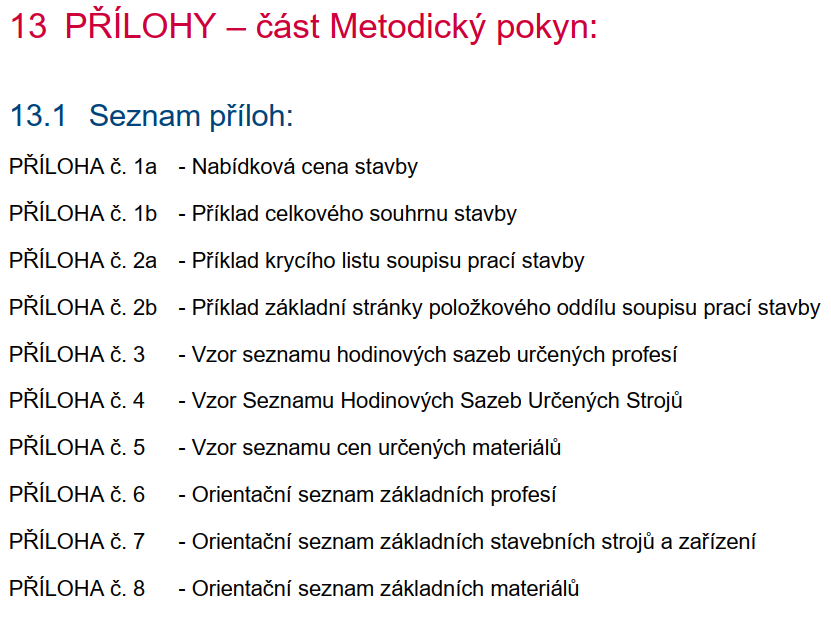 13 PŘÍLOHY – část Metodický pokyn:
13.1 Seznam příloh:
PŘÍLOHA č. 1a - Nabídková cena stavby
PŘÍLOHA č. 1b - Příklad celkového souhrnu stavby
PŘÍLOHA č. 2a - Příklad krycího listu soupisu prací stavby
PŘÍLOHA č. 2b - Příklad základní stránky položkového oddílu soupisu prací stavby
PŘÍLOHA č. 3 - Vzor seznamu hodinových sazeb určených profesí
PŘÍLOHA č. 4 - Vzor Seznamu Hodinových Sazeb Určených Strojů
PŘÍLOHA č. 5 - Vzor seznamu cen určených materiálů
PŘÍLOHA č. 6 - Orientační seznam základních profesí
PŘÍLOHA č. 7 - Orientační seznam základních stavebních strojů a zařízení
PŘÍLOHA č. 8 - Orientační seznam základních materiálů